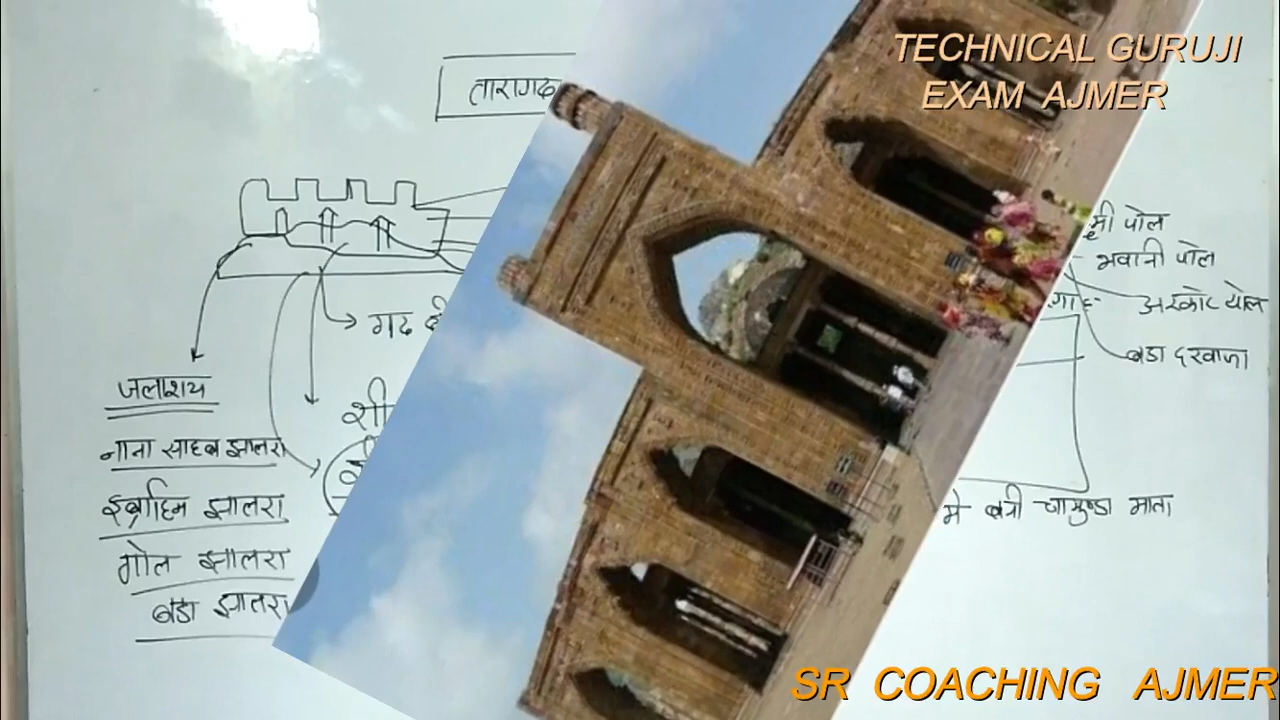 TECHNICAL GURUJI
EXAM AJMER
तारागढ
पोल
भवानी पोल
बडा दरवाजा
गढ
जलाशय
नाना साहब झालरा
इब्राहिम झालरा
गोल झालरा
बडा झालरा
मे बनी चामुण्डा माता
SR COACHING AJMER